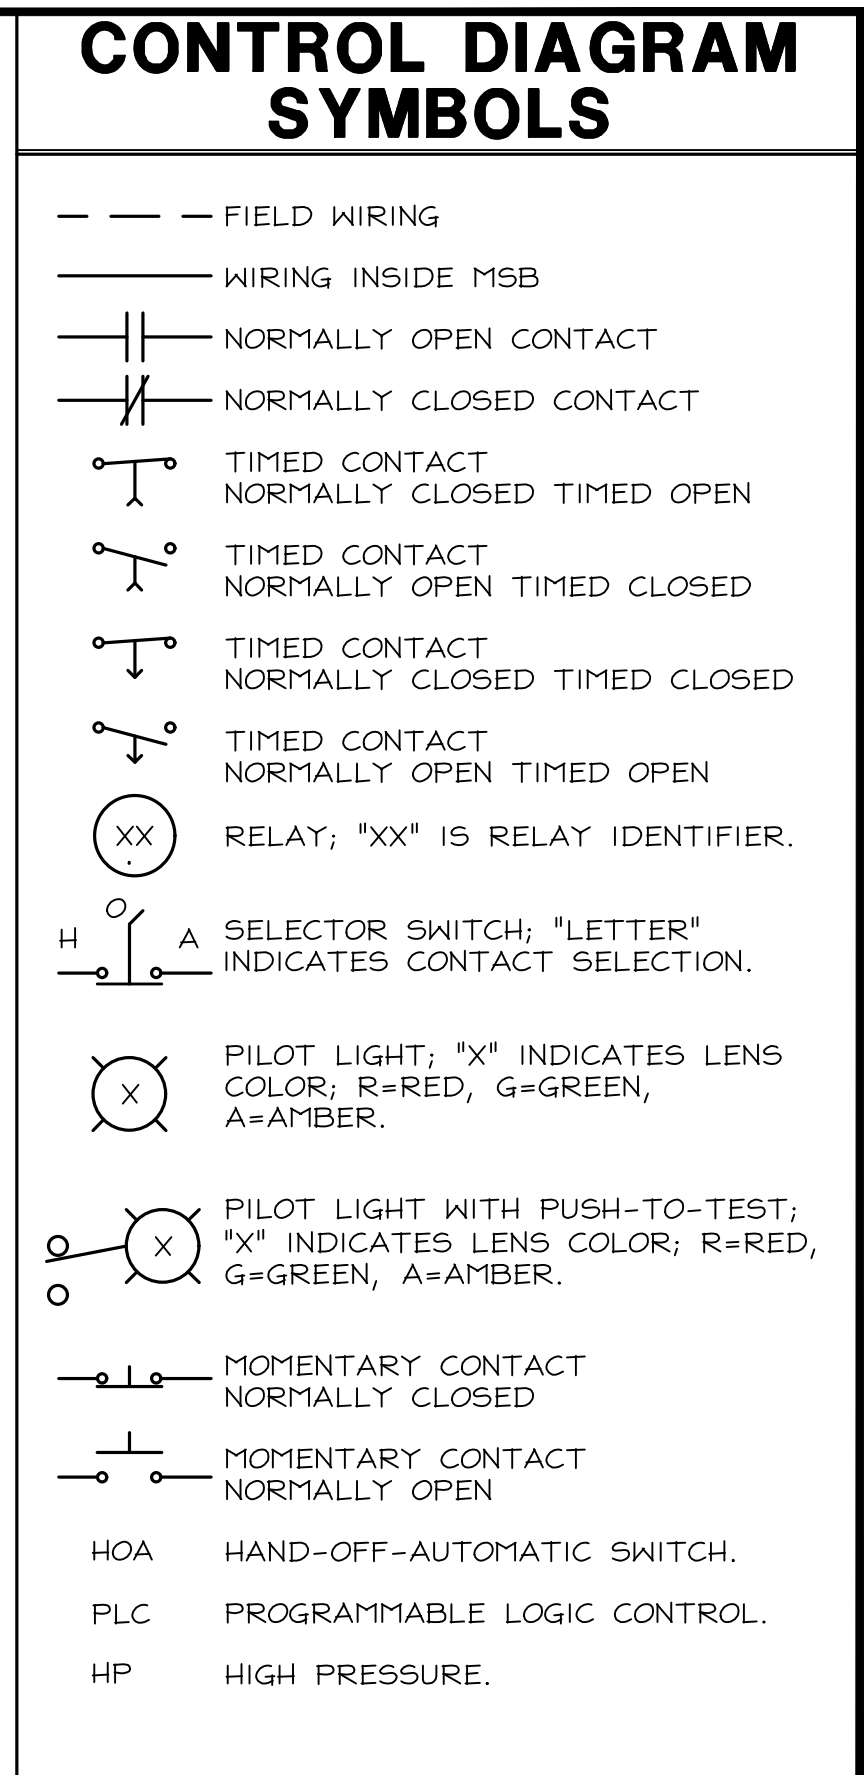 CONTROL DIAGRAM
SYMBOLS
FIELD WIRING
WIRING INSIDE MSB
NORMALLY OPEN CONTACT
NORMALLY CLOSED CONTACT
TIMED CONTACT
NORMALLY CLOSED TIMED OPEN
TIMED CONTACT
NORMALLY OPEN TIMED CLOSED
TIMED CONTACT
NORMALLY CLOSED TIMED CLOSED
TIMED CONTACT
NORMALLY OPEN TIMED OPEN
XX RELAY; "XX" IS RELAY IDENTIFIER.
O
H A SELECTOR SWITCH; "LETTER"
INDICATES CONTACT SELECTION.
PILOT LIGHT; "X" INDICATES LENS
X COLOR; R=RED, G=GREEN,
A=AMBER.
PILOT LIGHT WITH PUSH-TO-TEST;
X "X" INDICATES LENS COLOR; R=RED,
G=GREEN, A=AMBER.
MOMENTARY CONTACT
NORMALLY CLOSED
MOMENTARY CONTACT
NORMALLY OPEN
HOA HAND-OFF-AUTOMATIC SWITCH.
PLC PROGRAMMABLE LOGIC CONTROL.
HP HIGH PRESSURE.